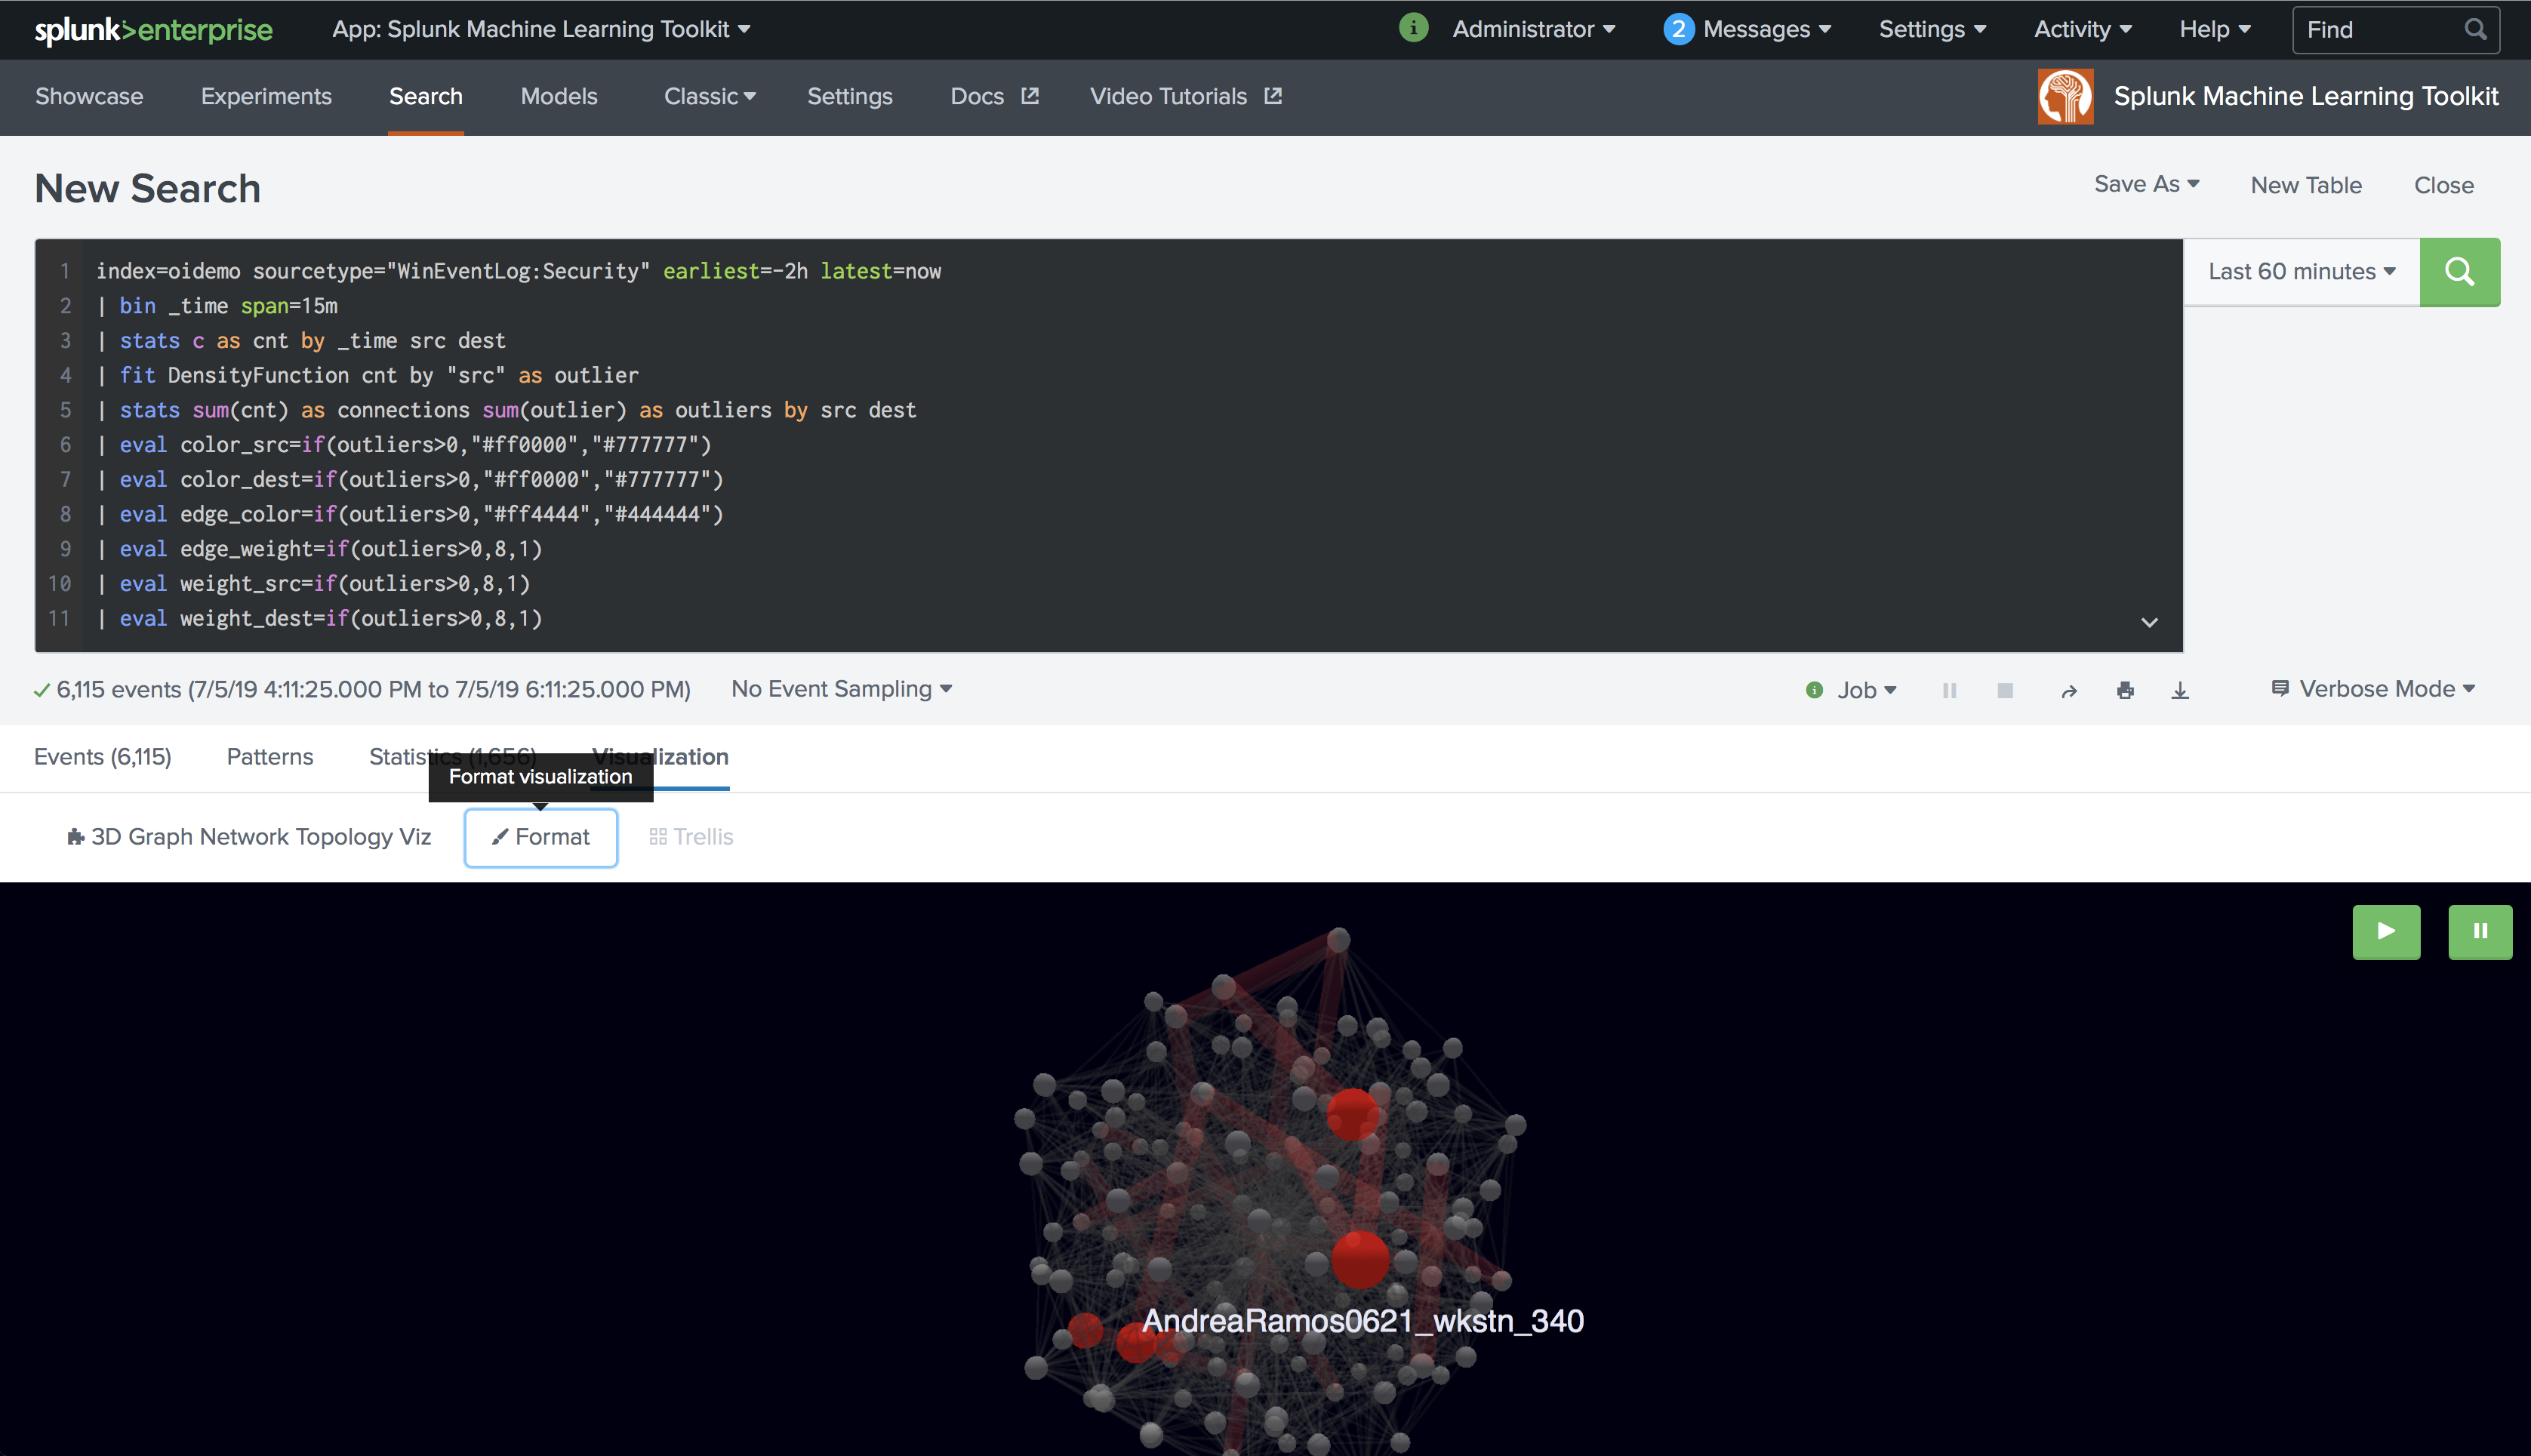 splunk>enterprise App: Splunk Machine Learning Toolkit i Administrator 2 Messages Settings Activity Help Find
Showcase Experiments Search Models Classic Settings Docs Video Tutorials Splunk Machine Learning Toolkit
New Search Save As New Table Close
1 index=oidemo sourcetype="WinEventLog:Security" earliest=-2h latest=now
Last 60 minutes
2 | bin _time span=15m
3 | stats c as cnt by _time src dest
4 | fit DensityFunction cnt by "src" as outlier
5 | stats sum(cnt) as connections sum(outlier) as outliers by src dest
6 | eval color_src=if(outliers>0,"#ff0000","#777777")
7 | eval color_dest=if(outliers>0,"#ff0000","#777777")
8 | eval edge_color=if(outliers>0,"#ff4444","#444444")
9 | eval edge_weight=if(outliers>0,8,1)
10 | eval weight_src=if(outliers>0,8,1)
11 | eval weight_dest=if(outliers>0,8,1)
6,115 events (7/5/19 4:11:25.000 PM to 7/5/19 6:11:25.000 PM) No Event Sampling i Job Verbose Mode
Events (6,115) Patterns Statistics (1,656) Visualization
Format visualization
3D Graph Network Topology Viz Format Trellis
AndreaRamos0621_wkstn_340